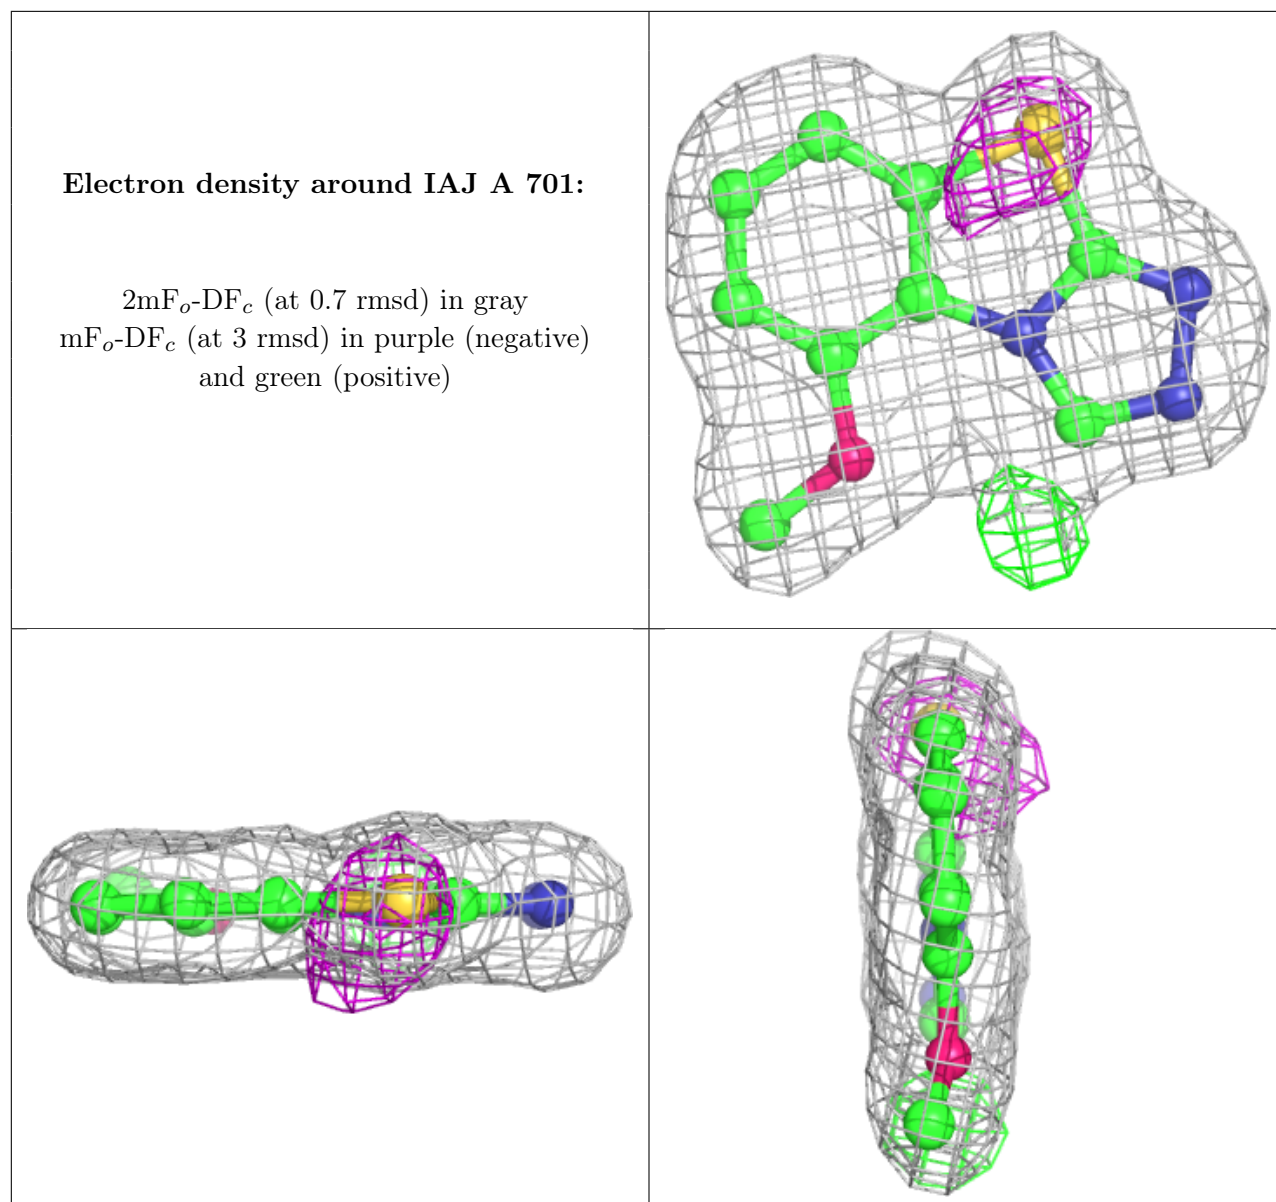 Electron density around IAJ A 701:
2mFo-DFc (at 0.7 rmsd) in gray
mFo-DFc (at 3 rmsd) in purple (negative)
and green (positive)